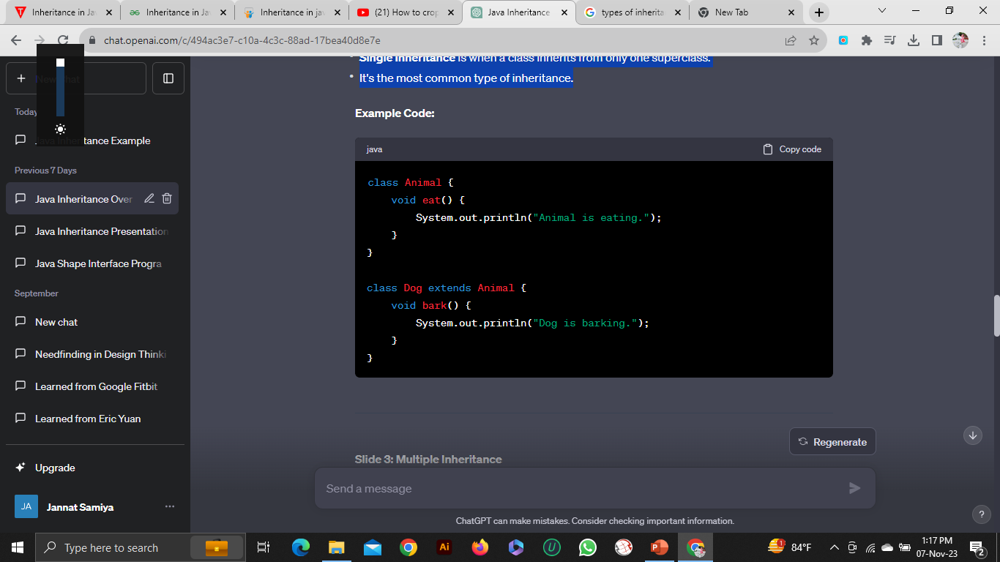 Inheritance in Ja
Inheritance in Ja
Inheritance in jav
(21) How to crop
Java Inheritance
types of inherita
New Tab
chat.openai.com/c/494ac3e7-c10a-4c3c-88ad-17bea40d8e7e
New chat
Today
Java Inheritance Example
Previous 7 Days
Java Inheritance Over
Java Inheritance Presentation
Java Shape Interface Progra
September
New chat
Needfinding in Design Thinki
Learned from Google Fitbit
Learned from Eric Yuan
Upgrade
JA
Jannat Samiya
• Single Inheritance is when a class inherits from only one superclass.
• It's the most common type of inheritance.
Example Code:
java
Copy code
class Animal {
    void eat() {
        System.out.println("Animal is eating.");
    }
}
class Dog extends Animal {
    void bark() {
        System.out.println("Dog is barking.");
    }
}
Regenerate
Slide 3: Multiple Inheritance
Send a message
ChatGPT can make mistakes. Consider checking important information.
?
Type here to search
Ai
U
P
1
84°F
1:17 PM
07-Nov-23
2